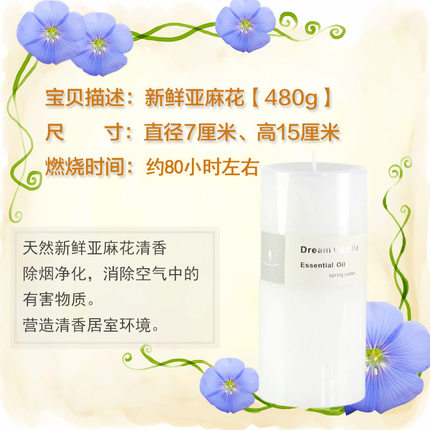 宝贝描述：新鲜亚麻花【480g】
尺　　寸：直径7厘米、高15厘米
燃烧时间：约80小时左右
天然新鲜亚麻花清香
除烟净化，消除空气中的
有害物质。
营造清香居室环境。
Dream
Essential Oil
spring cotton